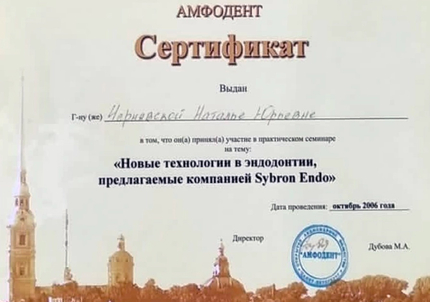 АМФОДЕНТ
Сертификат
Выдан
Г-ну (же) Наталье Юрьевне
в том, что он(а) принял(а) участие в практическом семинаре
на тему:
«Новые технологии в эндодонтии,
предлагаемые компанией Sybron Endo»
Дата проведения: октябрь 2006 года
Директор
Дубова М.А.
"АМФОДЕНТ"